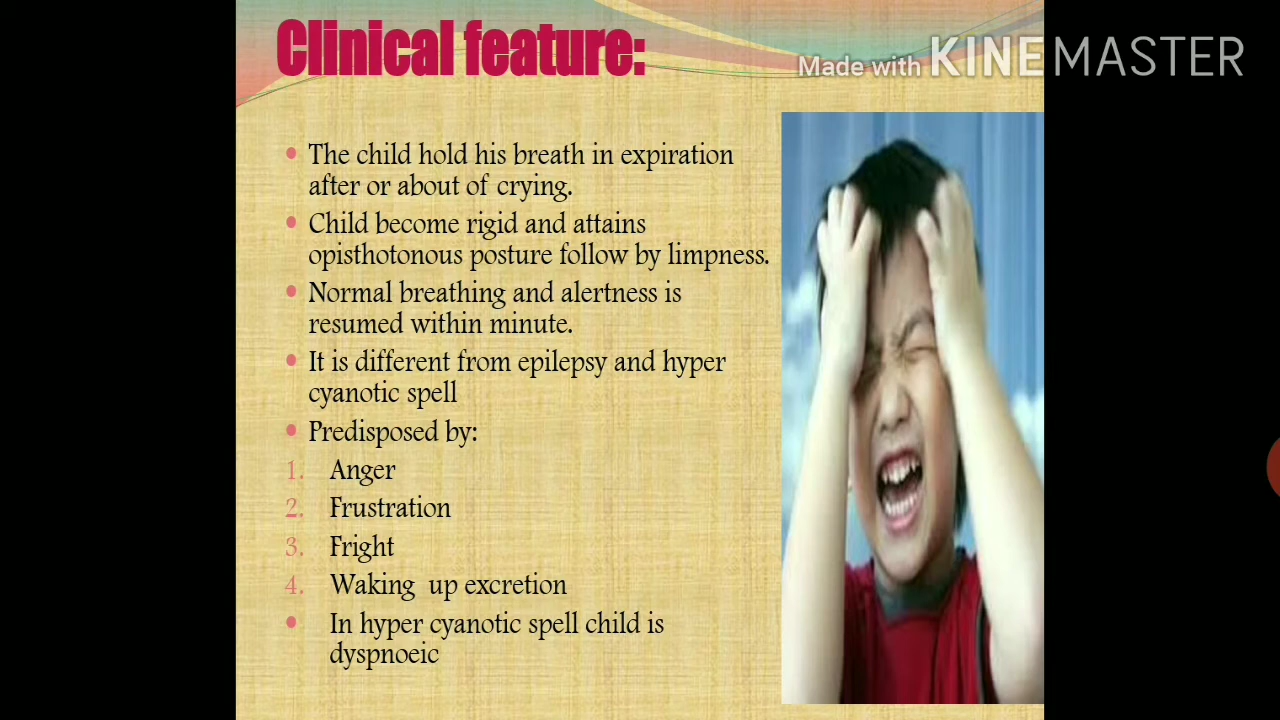 Clinical feature:
Made with KINEMASTER
• The child hold his breath in expiration
after or about of crying.
• Child become rigid and attains
opisthotonous posture follow by limpness.
• Normal breathing and alertness is
resumed within minute.
• It is different from epilepsy and hyper
cyanotic spell
• Predisposed by:
1. Anger
2. Frustration
3. Fright
4. Waking up excretion
• In hyper cyanotic spell child is
dyspnoeic